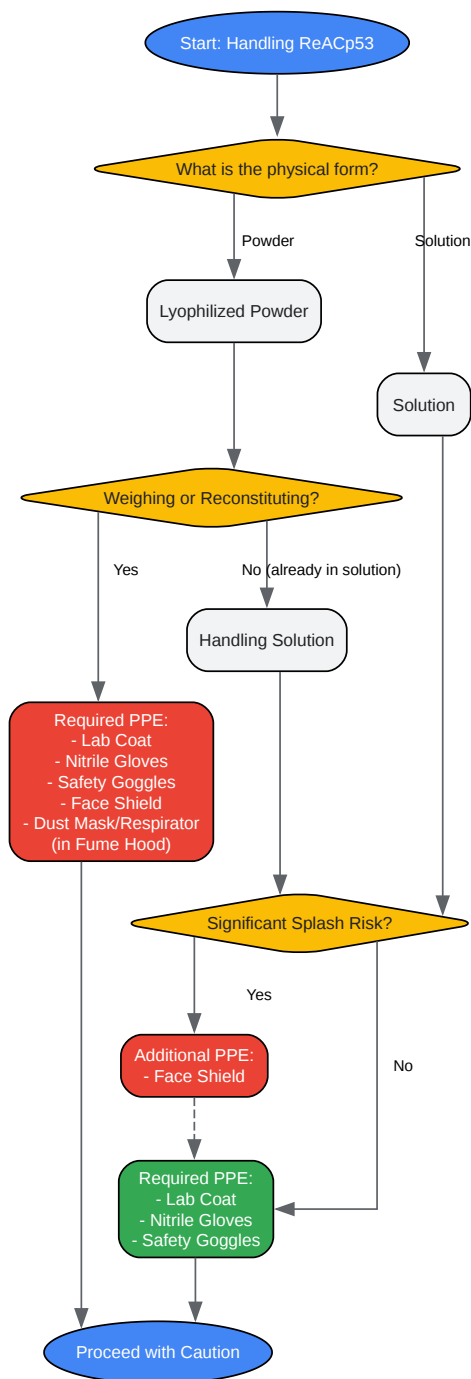 Start: Handling ReACp53
What is the physical form?
Powder
Solution
Lyophilized Powder
Solution
Weighing or Reconstituting?
Yes
No (already in solution)
Handling Solution
Required PPE:
- Lab Coat
- Nitrile Gloves
- Safety Goggles
- Face Shield
- Dust Mask/Respirator
(in Fume Hood)
Significant Splash Risk?
Yes
No
Additional PPE:
- Face Shield
Required PPE:
- Lab Coat
- Nitrile Gloves
- Safety Goggles
Proceed with Caution